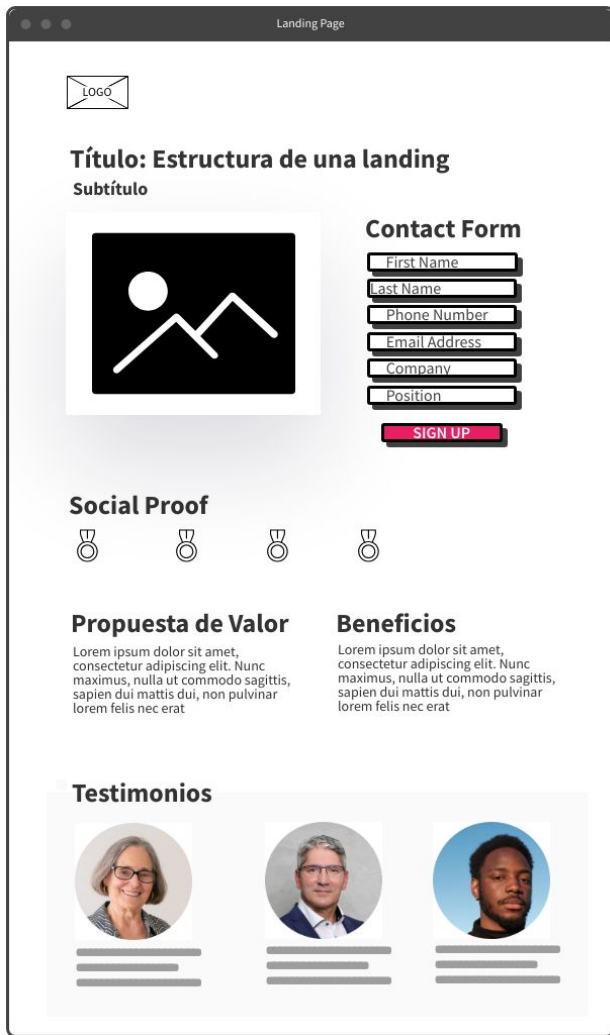 Landing Page
LOGO
Título: Estructura de una landing
Subtítulo
Contact Form
First Name
Last Name
Phone Number
Email Address
Company
Position
SIGN UP
Social Proof
Propuesta de Valor
Lorem ipsum dolor sit amet,
consectetur adipiscing elit. Nunc
maximus, nulla ut commodo sagittis,
sapien dui mattis dui, non pulvinar
lorem felis nec erat
Beneficios
Lorem ipsum dolor sit amet,
consectetur adipiscing elit. Nunc
maximus, nulla ut commodo sagittis,
sapien dui mattis dui, non pulvinar
lorem felis nec erat
Testimonios